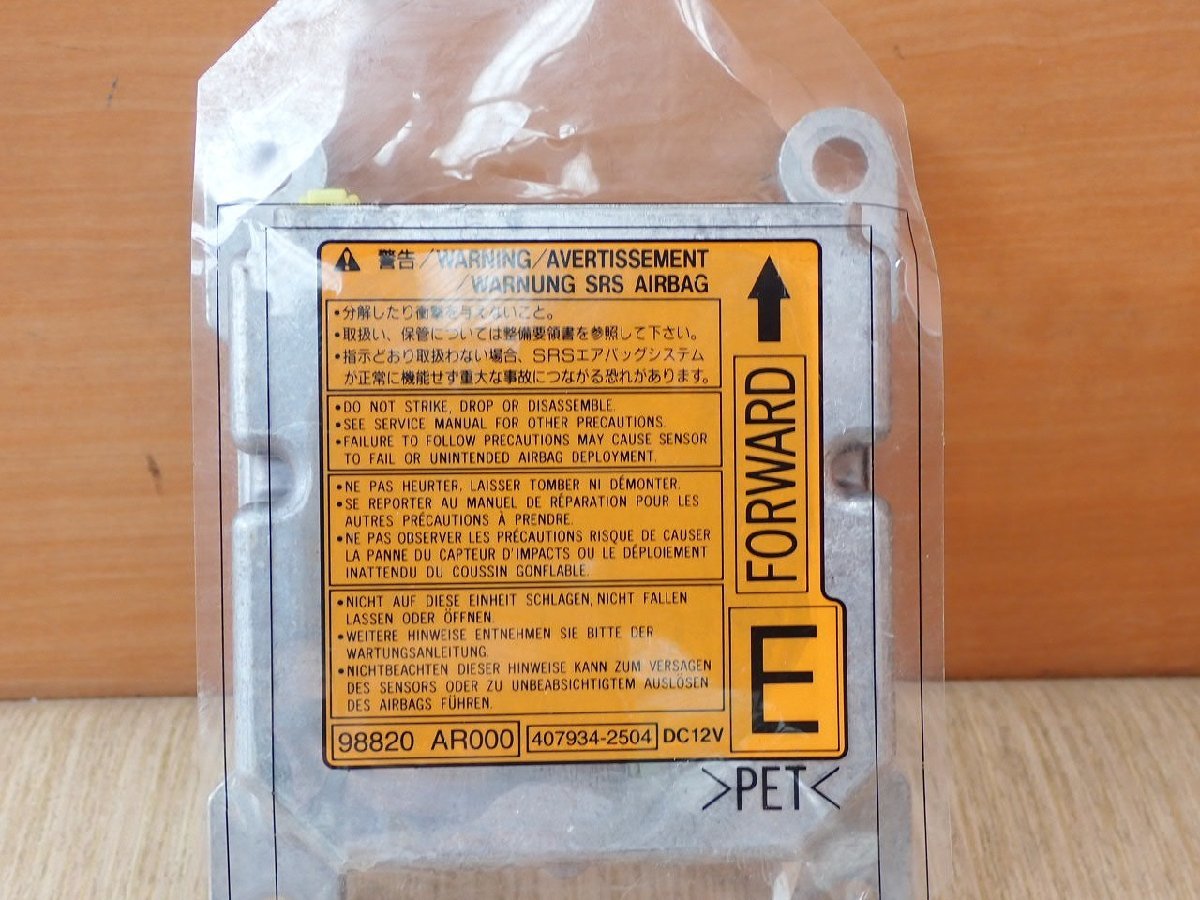 警告/WARNING/AVERTISSEMENT
/WARNUNG SRS AIRBAG
•分解したり衝撃を与えないこと。
•取扱い、保管については整備要領書を参照して下さい。
•指示どおり取扱わない場合、SRSエアバッグシステム
が正常に機能せず重大な事故につながる恐れがあります。
•DO NOT STRIKE, DROP OR DISASSEMBLE.
•SEE SERVICE MANUAL FOR OTHER PRECAUTIONS.
•FAILURE TO FOLLOW PRECAUTIONS MAY CAUSE SENSOR
TO FAIL OR UNINTENDED AIRBAG DEPLOYMENT.
•NE PAS HEURTER, LAISSER TOMBER NI DÉMONTER.
•SE REPORTER AU MANUEL DE RÉPARATION POUR LES
AUTRES PRÉCAUTIONS À PRENDRE.
•NE PAS OBSERVER LES PRÉCAUTIONS RISQUE DE CAUSER
LA PANNE DU CAPTEUR D'IMPACTS OU LE DÉPLOIEMENT
INATTENDU DU COUSSIN GONFLABLE.
•NICHT AUF DIESE EINHEIT SCHLAGEN, NICHT FALLEN
LASSEN ODER ÖFFNEN.
•WEITERE HINWEISE ENTNEHMEN SIE BITTE DER
WARTUNGSANLEITUNG.
•NICHTBEACHTEN DIESER HINWEISE KANN ZUM VERSAGEN
DES SENSORS ODER ZU UNBEABSICHTIGTEM AUSLÖSEN
DES AIRBAGS FÜHREN.
98820 AR000 407934-2504 DC12V
FORWARD
E
>PET<